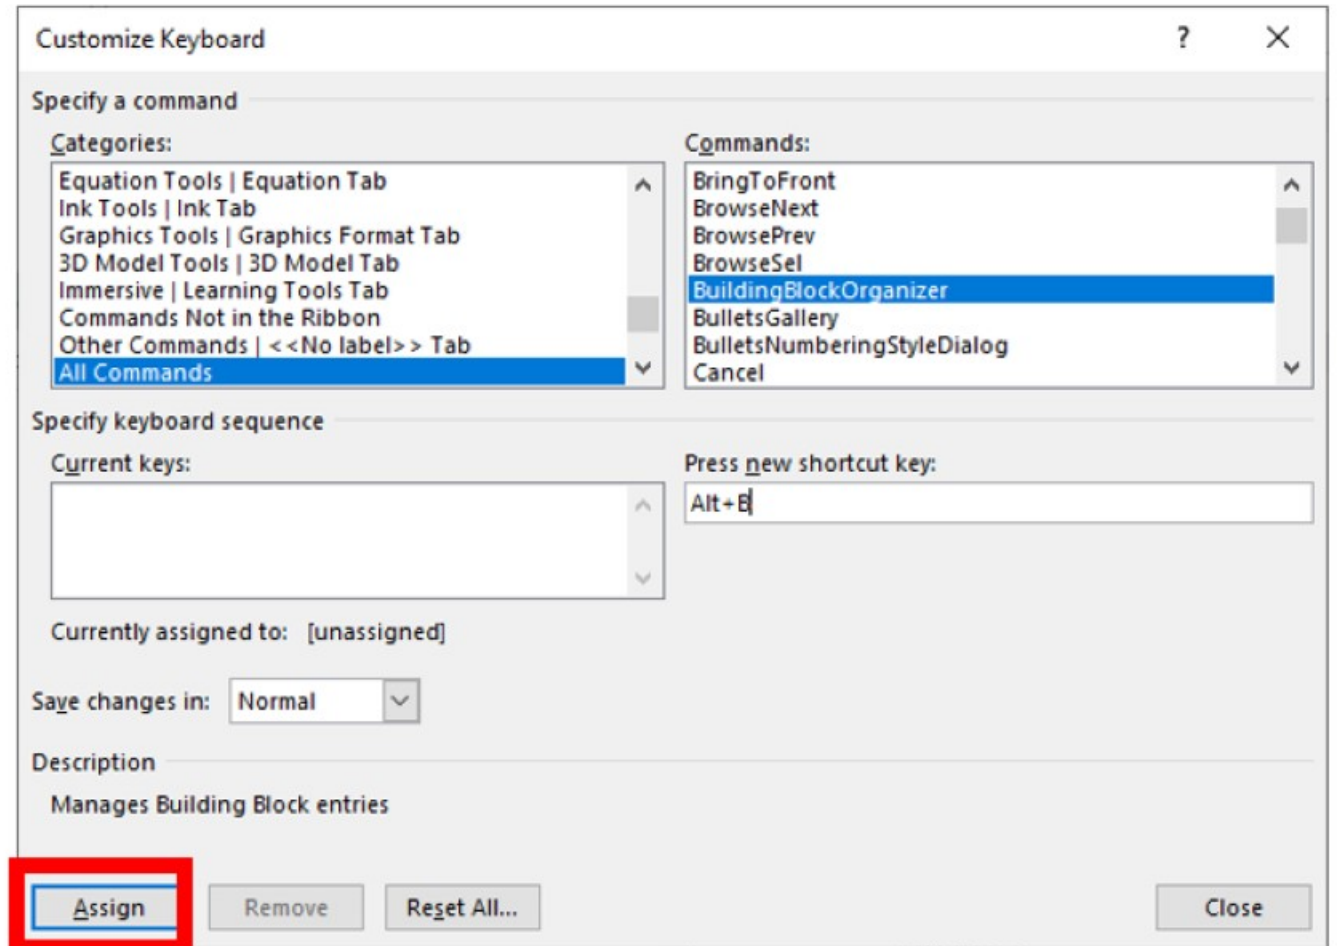 Customize Keyboard
Specify a command
Categories:
Equation Tools | Equation Tab
Ink Tools | Ink Tab
Graphics Tools | Graphics Format Tab
3D Model Tools | 3D Model Tab
Immersive | Learning Tools Tab
Commands Not in the Ribbon
Other Commands | <<No label>> Tab
All Commands
Commands:
BringToFront
BrowseNext
BrowsePrev
BrowseSel
BuildingBlockOrganizer
BulletsGallery
BulletsNumberingStyleDialog
Cancel
Specify keyboard sequence
Current keys:
Press new shortcut key:
Alt+B
Currently assigned to: [unassigned]
Save changes in: Normal
Description
Manages Building Block entries
Assign Remove Reset All... Close